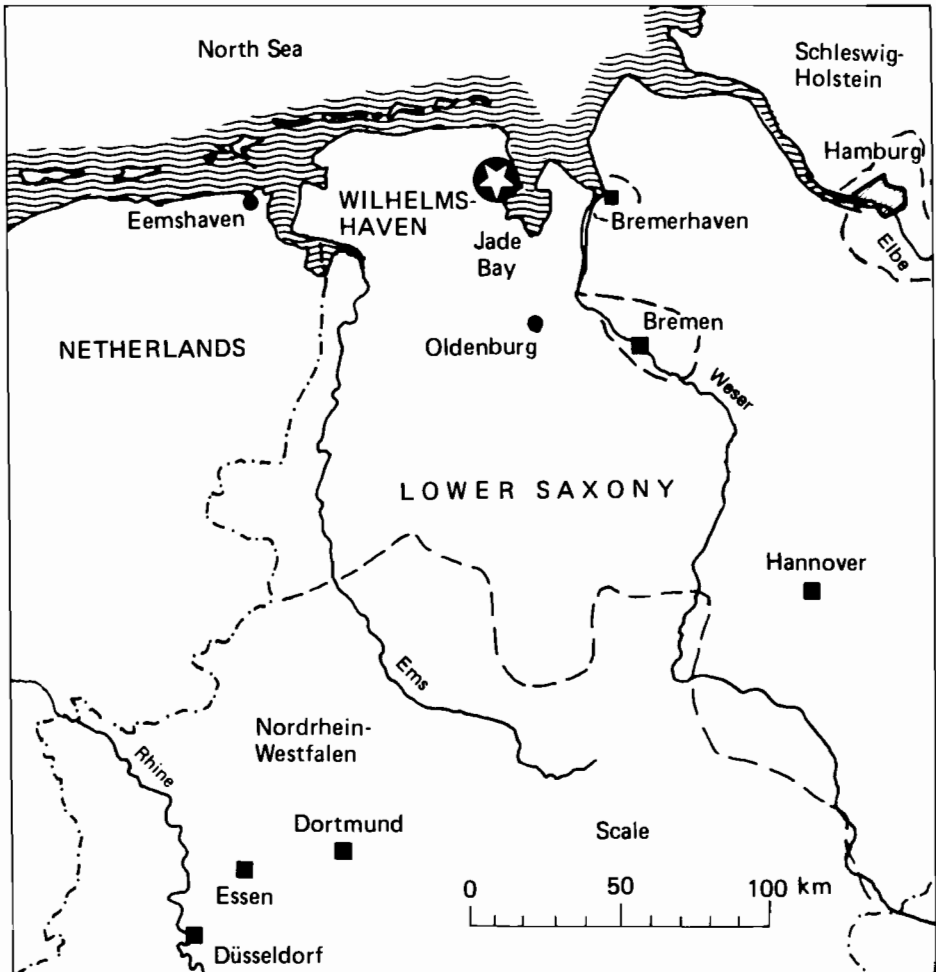 North Sea
Schleswig-
Holstein
Hamburg
Elbe
Eemshaven
WILHELMS-
HAVEN
Jade
Bay
Bremerhaven
NETHERLANDS
Oldenburg
Bremen
Weser
LOWER SAXONY
Hannover
Ems
Nordrhein-
Westfalen
Rhine
Dortmund
Essen
Düsseldorf
Scale
0 50 100 km